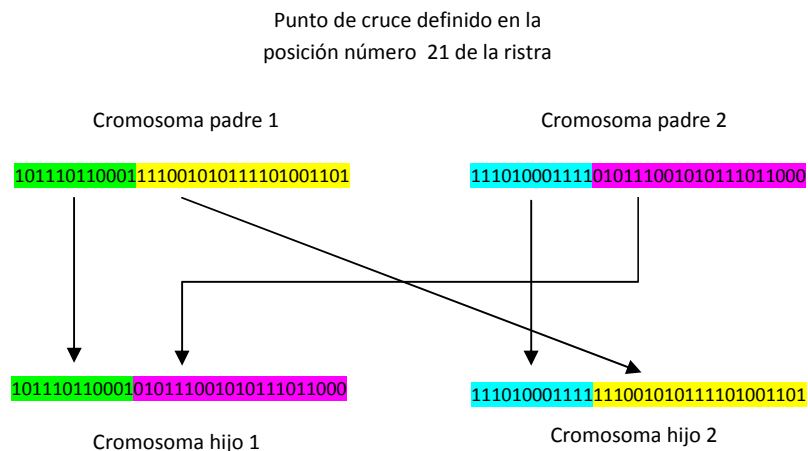 Punto de cruce definido en la
posición número 21 de la ristra
Cromosoma padre 1
Cromosoma padre 2
101110110001111001010111101001101
111010001111010111001010111011000
101110110001010111001010111011000
111010001111111001010111101001101
Cromosoma hijo 1
Cromosoma hijo 2